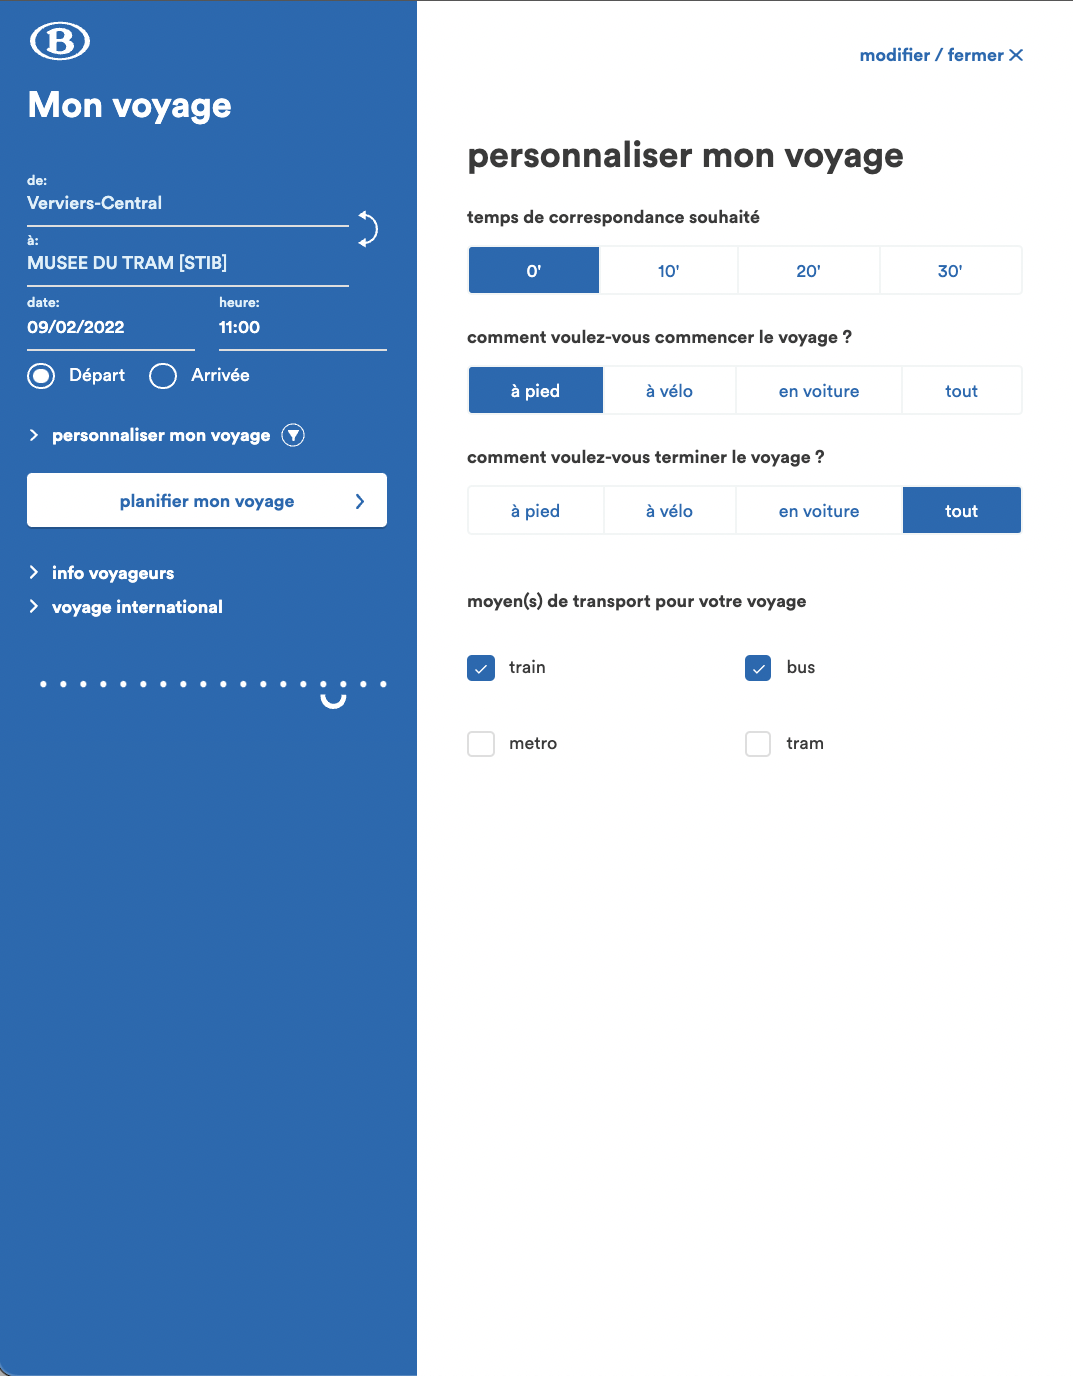 B
Mon voyage
de:
Verviers-Central
à:
MUSEE DU TRAM [STIB]
date:
heure:
09/02/2022
11:00
Départ
Arrivée
personnaliser mon voyage
planifier mon voyage
info voyageurs
voyage international
modifier / fermer
personnaliser mon voyage
temps de correspondance souhaité
0' 10' 20' 30'
comment voulez-vous commencer le voyage ?
à pied à vélo en voiture tout
comment voulez-vous terminer le voyage ?
à pied à vélo en voiture tout
moyen(s) de transport pour votre voyage
train bus
metro tram